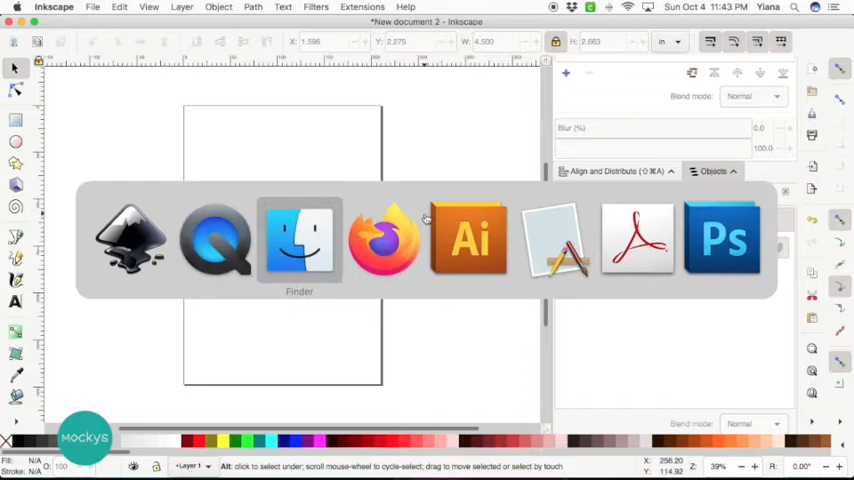 Inkscape File Edit View Layer Object Path Text Filters Extensions Help Sun Oct 4 11:43 PM Yiana
*New document 2 - Inkscape
X: 1.596 Y: 2.275 W: 4.500 H: 2.663 in
Blend mode: Normal
Blur (%) 0.0
100.0
Align and Distribute (⇧⌘A) Objects
Ai Ps
Finder
Blend mode: Normal
MOCKYS
Fill: N/A
Stroke: N/A
O: 100
Layer 1
Alt: click to select under; scroll mouse-wheel to cycle-select; drag to move selected or select by touch
X: 256.20
Y: 114.92
Z: 39%
R: 0.00°